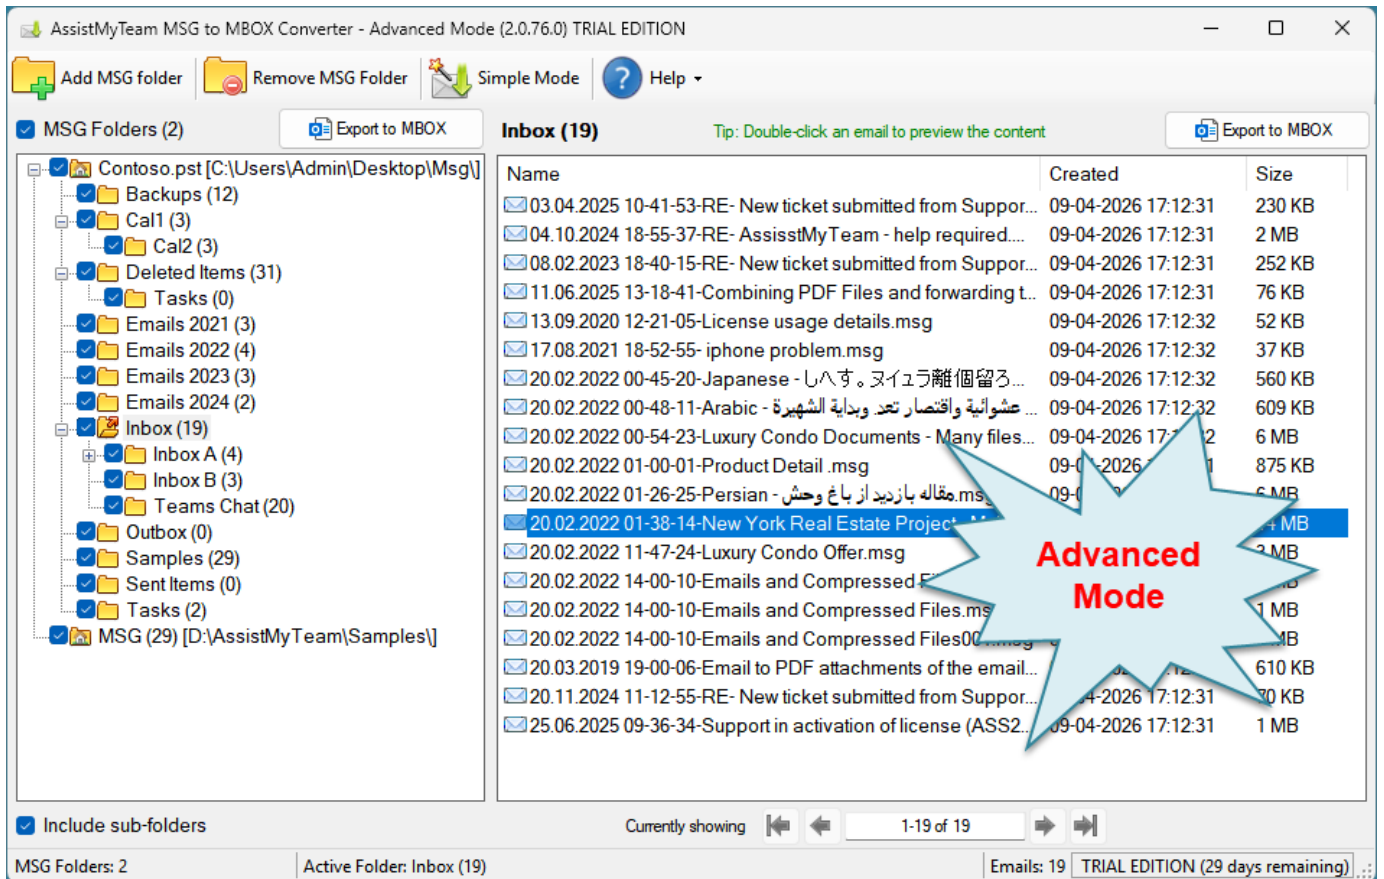 AssistMyTeam MSG to MBOX Converter - Advanced Mode (2.0.76.0) TRIAL EDITION
Add MSG folder Remove MSG Folder Simple Mode ? Help
MSG Folders (2) Export to MBOX
Contoso.pst [C:\Users\Admin\Desktop\Msg\]
Backups (12)
Cal1 (3)
Cal2 (3)
Deleted Items (31)
Tasks (0)
Emails 2021 (3)
Emails 2022 (4)
Emails 2023 (3)
Emails 2024 (2)
Inbox (19)
Inbox A (4)
Inbox B (3)
Teams Chat (20)
Outbox (0)
Samples (29)
Sent Items (0)
Tasks (2)
MSG (29) [D:\AssistMyTeam\Samples\]
Include sub-folders
Inbox (19) Tip: Double-click an email to preview the content Export to MBOX
Name Created Size
03.04.2025 10-41-53-RE- New ticket submitted from Suppor... 09-04-2026 17:12:31 230 KB
04.10.2024 18-55-37-RE- AssisstMyTeam - help required.... 09-04-2026 17:12:31 2 MB
08.02.2023 18-40-15-RE- New ticket submitted from Suppor... 09-04-2026 17:12:31 252 KB
11.06.2025 13-18-41-Combining PDF Files and forwarding t... 09-04-2026 17:12:31 76 KB
13.09.2020 12-21-05-License usage details.msg 09-04-2026 17:12:32 52 KB
17.08.2021 18-52-55- iphone problem.msg 09-04-2026 17:12:32 37 KB
20.02.2022 00-45-20-Japanese - しへす。ヌイュラ離個留ろ... 09-04-2026 17:12:32 560 KB
20.02.2022 00-48-11-Arabic - عشوائية واقتصار تعد. وبداية الشهيرة ... 09-04-2026 17:12:32 609 KB
20.02.2022 00-54-23-Luxury Condo Documents - Many files... 09-04-2026 6 MB
20.02.2022 01-00-01-Product Detail .msg 875 KB
20.02.2022 01-26-25-Persian - مقاله بازدید از باغ وحش 6 MB
20.02.2022 01-38-14-New York Real Estate Project MB
20.02.2022 11-47-24-Luxury Condo Offer.msg MB
20.02.2022 14-00-10-Emails and Compressed
20.02.2022 14-00-10-Emails and Compressed 1 MB
20.02.2022 14-00-10-Emails and Compressed
20.03.2019 19-00-06-Email to PDF attachments of the email... 610 KB
20.11.2024 11-12-55-RE- New ticket submitted from Suppor... 17:12:31 KB
25.06.2025 09-36-34-Support in activation of license (ASS2... 09-04-2026 17:12:31 1 MB
Advanced
Mode
Currently showing 1-19 of 19
MSG Folders: 2 Active Folder: Inbox (19) Emails: 19 TRIAL EDITION (29 days remaining)